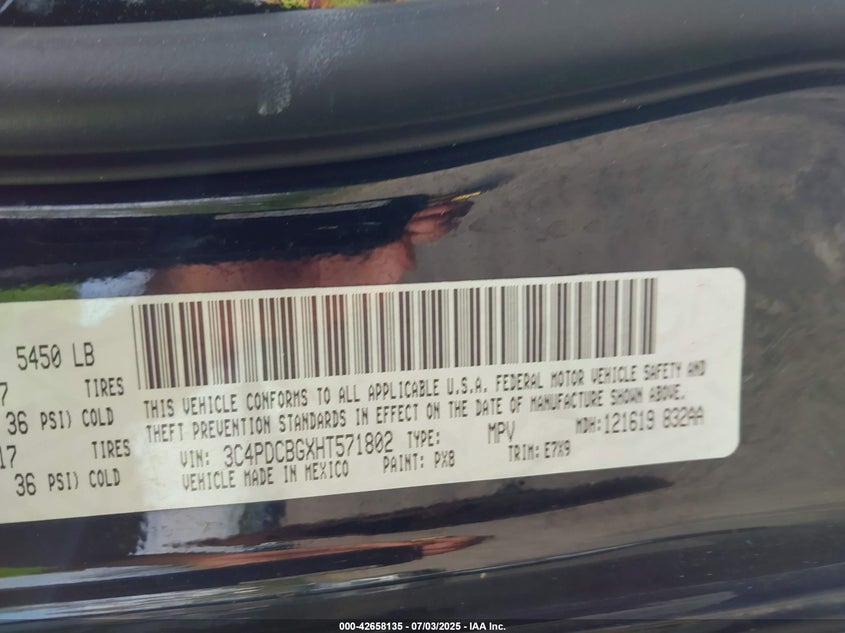 5450 LB
7 TIRES
36 PSI) COLD
17 TIRES
36 PSI) COLD
THIS VEHICLE CONFORMS TO ALL APPLICABLE U.S.A. FEDERAL MOTOR VEHICLE SAFETY AND
THEFT PREVENTION STANDARDS IN EFFECT ON THE DATE OF MANUFACTURE SHOWN ABOVE.
VIN: 3C4PDCBGXHT571802 TYPE: MPV MDH:121619 832AA
VEHICLE MADE IN MEXICO PAINT: PX8 TRIM: E7X9
000-42658135 - 07/03/2025 - IAA Inc.